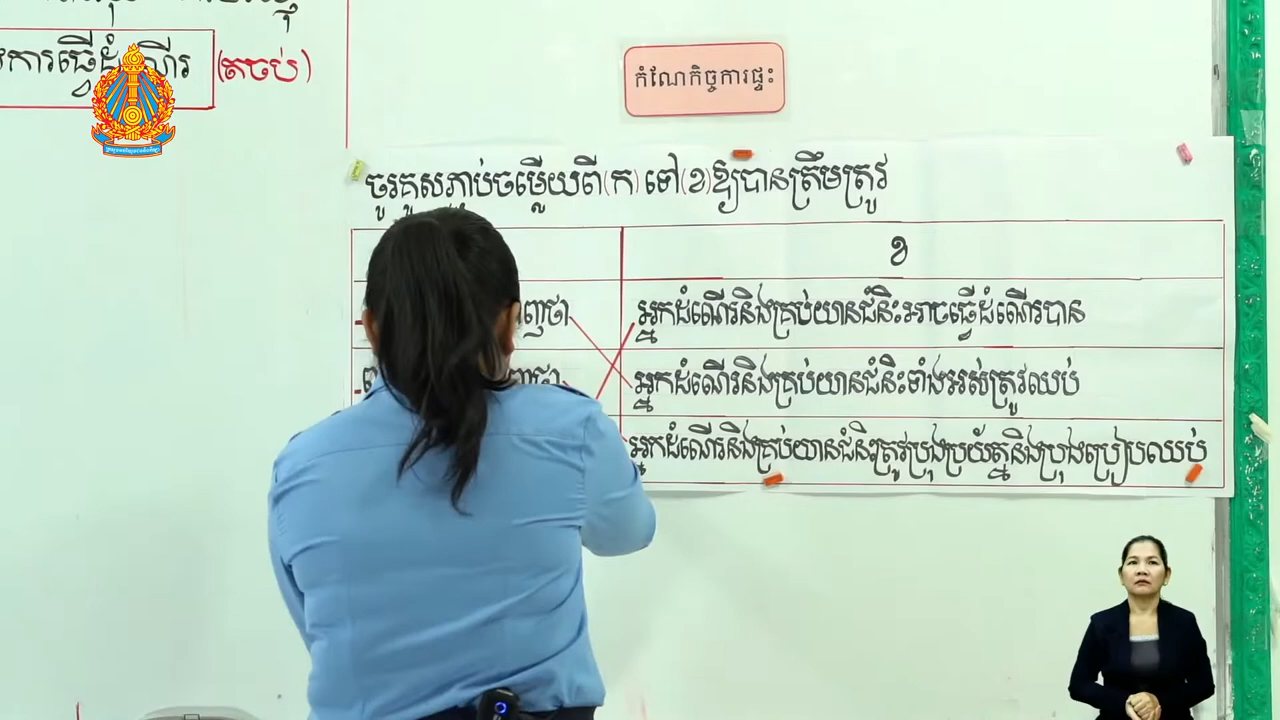 ការធ្វើដំណើរ (តចប់)
កំណែកិច្ចការផ្ទះ
ចូរគូសភ្ជាប់ចម្លើយពី(ក) ទៅ(ខ)ឱ្យបានត្រឹមត្រូវ
ខ
ញថា
អ្នកដំណើរនិងគ្រប់យានជំនិះអាចធ្វើដំណើរបាន
អ្នកដំណើរនិងគ្រប់យានជំនិះទាំងអស់ត្រូវឈប់
អ្នកដំណើរនិងគ្រប់យានជំនិះត្រូវប្រុងប្រយ័ត្ននិងប្រុងប្រៀបឈប់